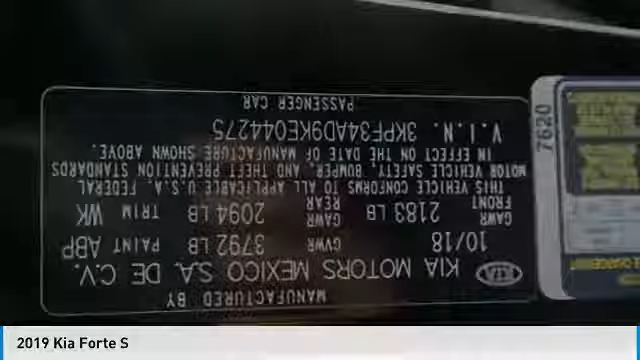 MANUFACTURED BY
KIA KIA MOTORS MEXICO S.A. DE C.V.
10/18 GVWR 3792 LB PAINT ABP
GAWR FRONT 2183 LB GAWR REAR 2094 LB TRIM WK
THIS VEHICLE CONFORMS TO ALL APPLICABLE U.S.A. FEDERAL
MOTOR VEHICLE SAFETY, BUMPER, AND THEFT PREVENTION STANDARDS
IN EFFECT ON THE DATE OF MANUFACTURE SHOWN ABOVE.
V.I.N. 3KPF34AD9KE044275
PASSENGER CAR
7620
2019 Kia Forte S